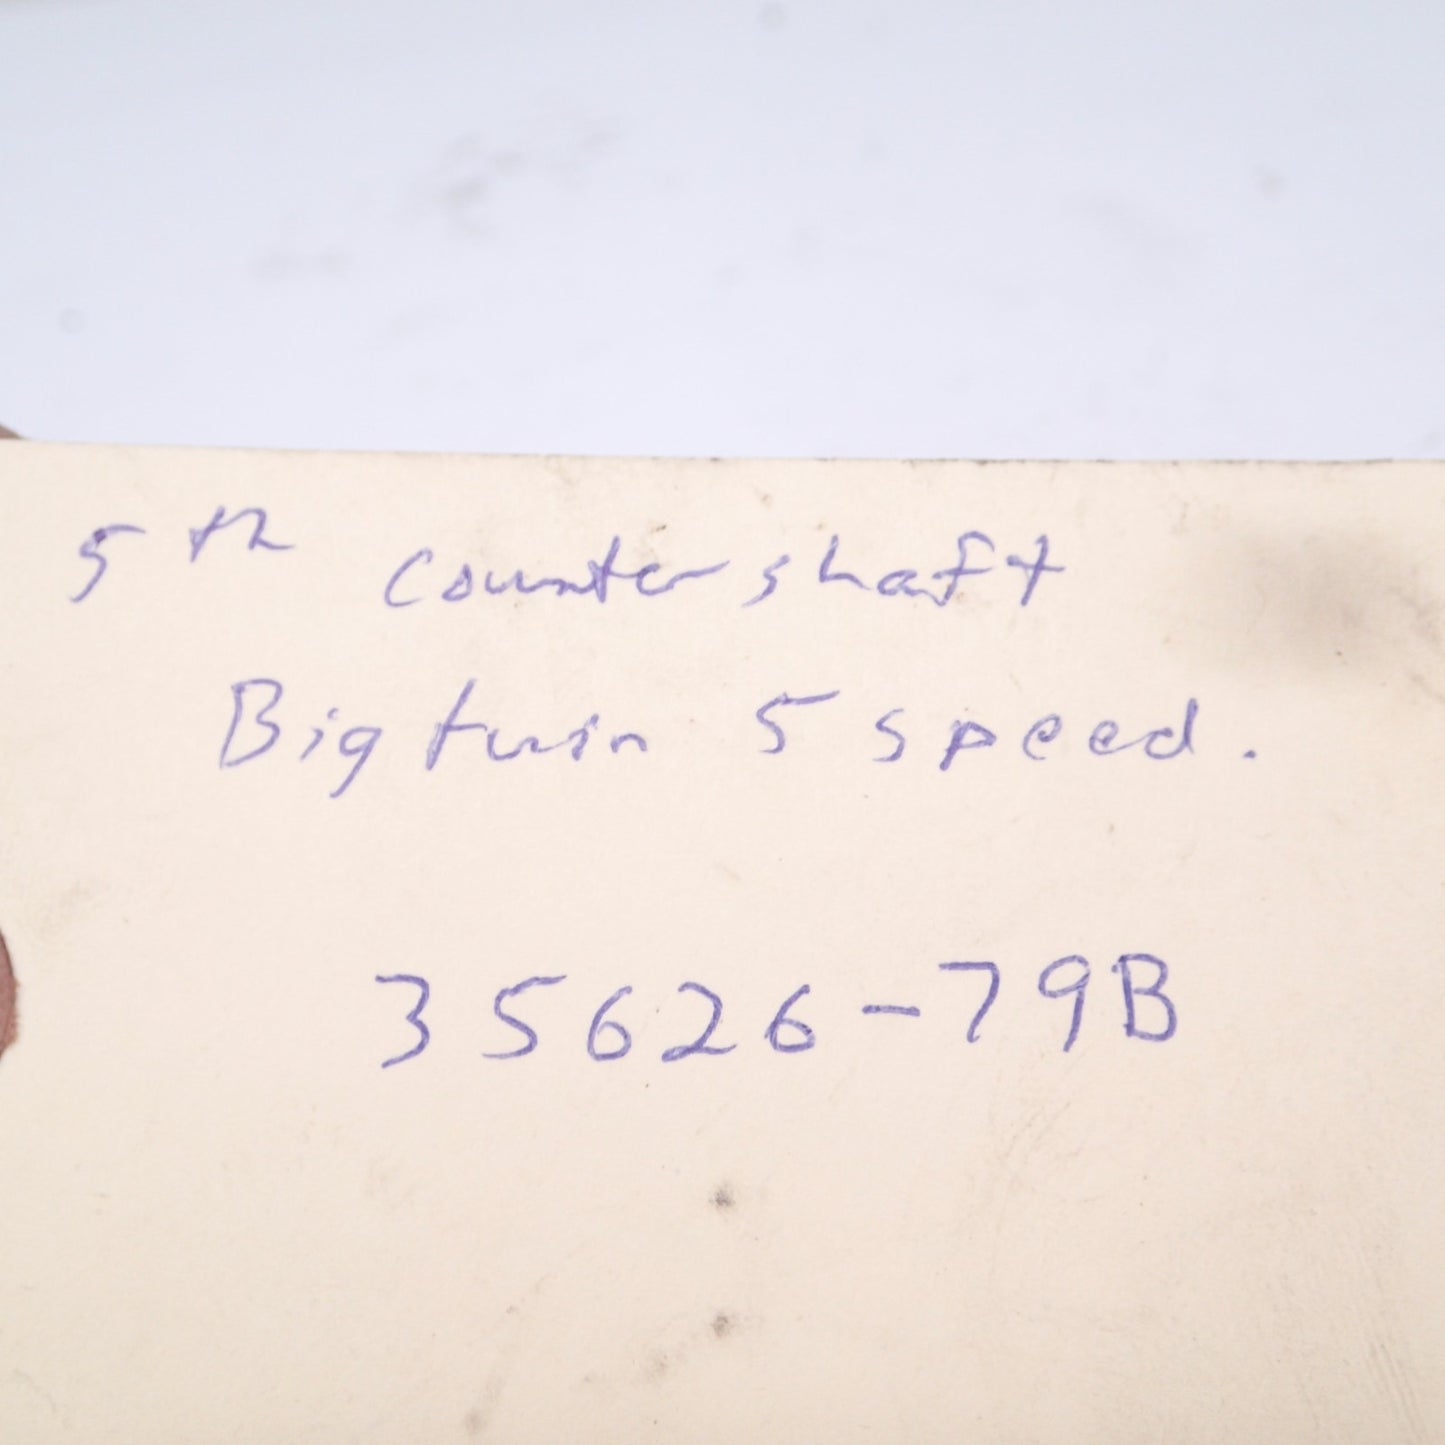 5th countershaft
Bigtwin 5 speed.
35626-79B